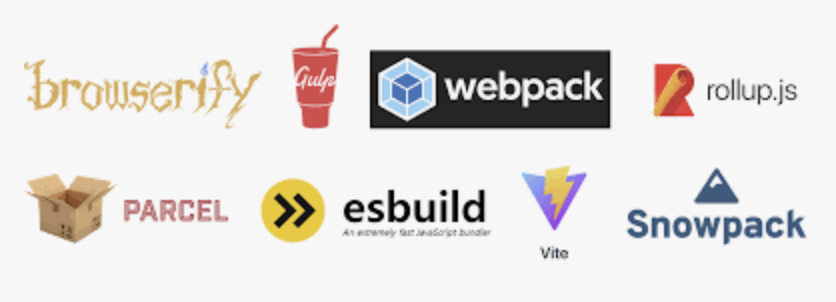 browserify
Gulp
webpack
rollup.js
PARCEL
esbuild
An extremely fast JavaScript bundler
Vite
Snowpack